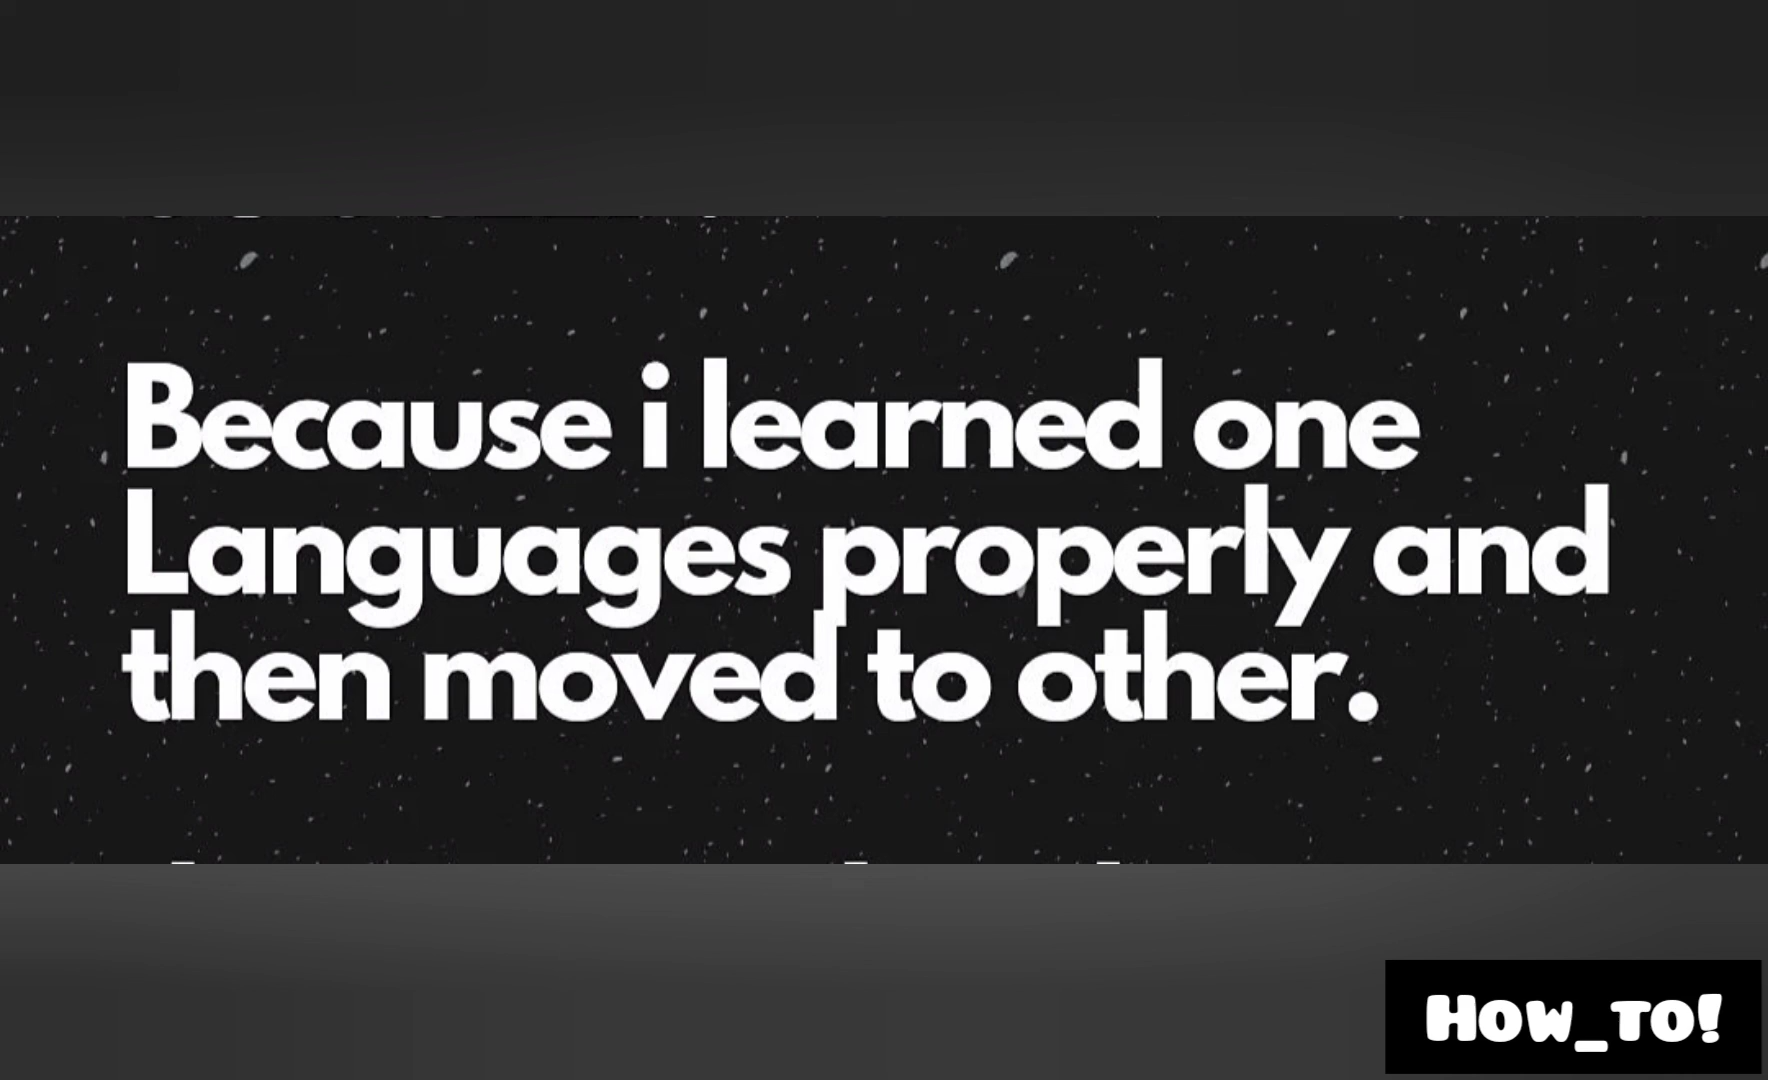 Because i learned one
Languages properly and
then moved to other.
How_to!